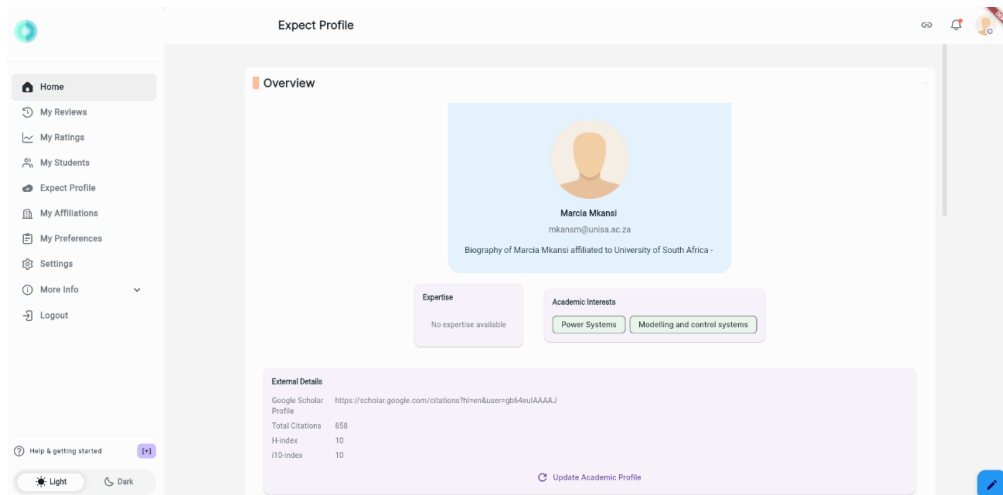 Expect Profile
Home
My Reviews
My Ratings
My Students
Expect Profile
My Affiliations
My Preferences
Settings
More Info
Logout
Help & getting started
[+]
Light
Dark
Overview
Marcia Mkansi
mkansm@unisa.ac.za
Biography of Marcia Mkansi affiliated to University of South Africa -
Expertise
No expertise available
Academic Interests
Power Systems
Modelling and control systems
External Details
Google Scholar Profile https://scholar.google.com/citations?hl=en&user=gb64eulAAAAJ
Total Citations 858
H-index 10
i10-index 10
Update Academic Profile